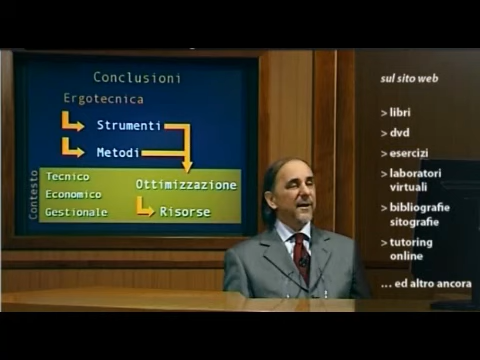 Conclusioni
Ergotecnica
Strumenti
Metodi
Contesto
Tecnico
Economico
Gestionale
Ottimizzazione
Risorse
sul sito web
> libri
> dvd
> esercizi
> laboratori
virtuali
> bibliografie
sitografie
> tutoring
online
... ed altro ancora